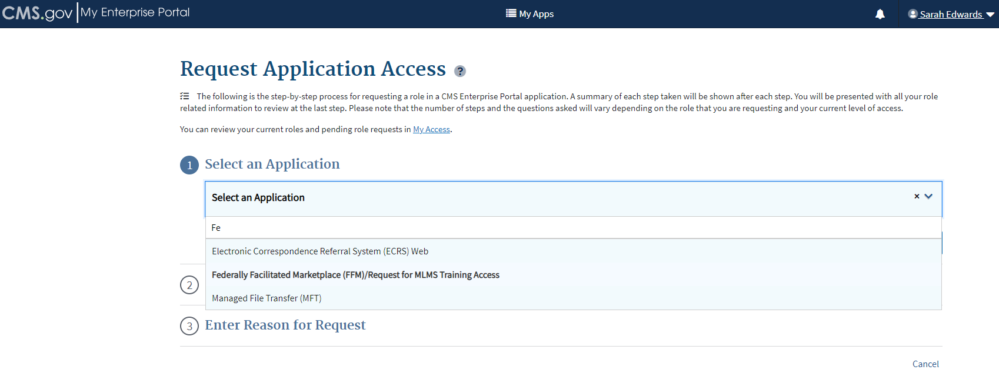 CMS.gov My Enterprise Portal
My Apps
Sarah Edwards
Request Application Access ?
The following is the step-by-step process for requesting a role in a CMS Enterprise Portal application. A summary of each step taken will be shown after each step. You will be presented with all your role
related information to review at the last step. Please note that the number of steps and the questions asked will vary depending on the role that you are requesting and your current level of access.
You can review your current roles and pending role requests in My Access.
1 Select an Application
Select an Application
Fe
Electronic Correspondence Referral System (ECRS) Web
Federally Facilitated Marketplace (FFM)/Request for MLMS Training Access
2
Managed File Transfer (MFT)
3 Enter Reason for Request
Cancel